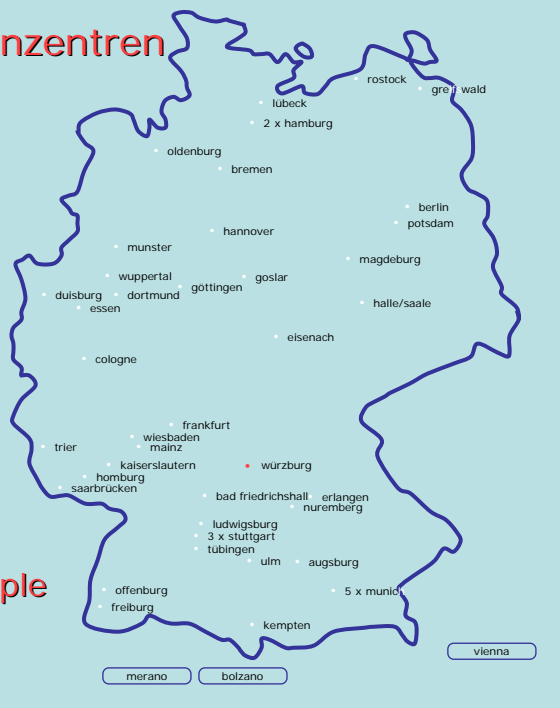 nzentren
rostock
greifswald
lübeck
2 x hamburg
oldenburg
bremen
berlin
potsdam
hannover
munster
magdeburg
wuppertal
goslar
göttingen
duisburg
dortmund
halle/saale
essen
eisenach
cologne
frankfurt
wiesbaden
trier
mainz
kaiserslautern
würzburg
homburg
saarbrücken
bad friedrichshall
erlangen
nuremberg
ludwigsburg
3 x stuttgart
tübingen
ulm
augsburg
ple
offenburg
5 x munich
freiburg
kempten
vienna
merano
bolzano